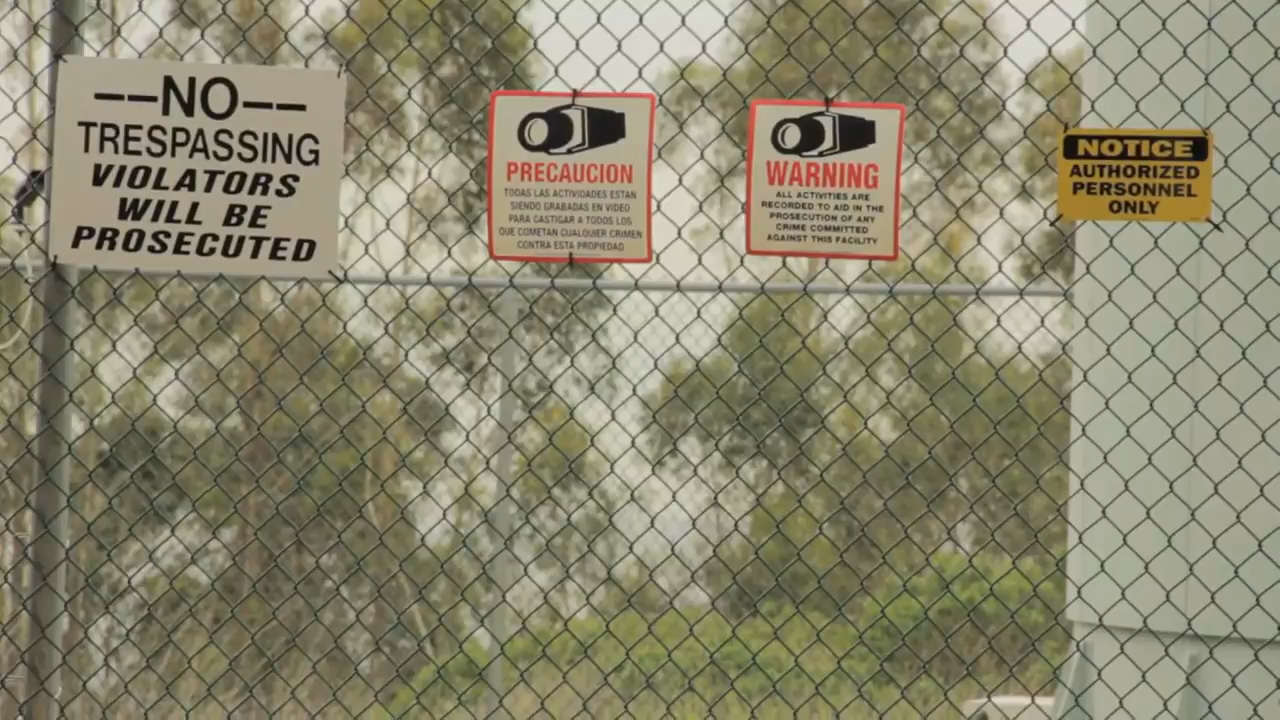 --NO--
TRESPASSING
VIOLATORS
WILL BE
PROSECUTED
PRECAUCION
TODAS LAS ACTIVIDADES ESTAN
SIENDO GRABADAS EN VIDEO
PARA CASTIGAR A TODOS LOS
QUE COMETAN CUALQUIER CRIMEN
CONTRA ESTA PROPIEDAD
WARNING
ALL ACTIVITIES ARE
RECORDED TO AID IN THE
PROSECUTION OF ANY
CRIME COMMITTED
AGAINST THIS FACILITY
NOTICE
AUTHORIZED
PERSONNEL
ONLY